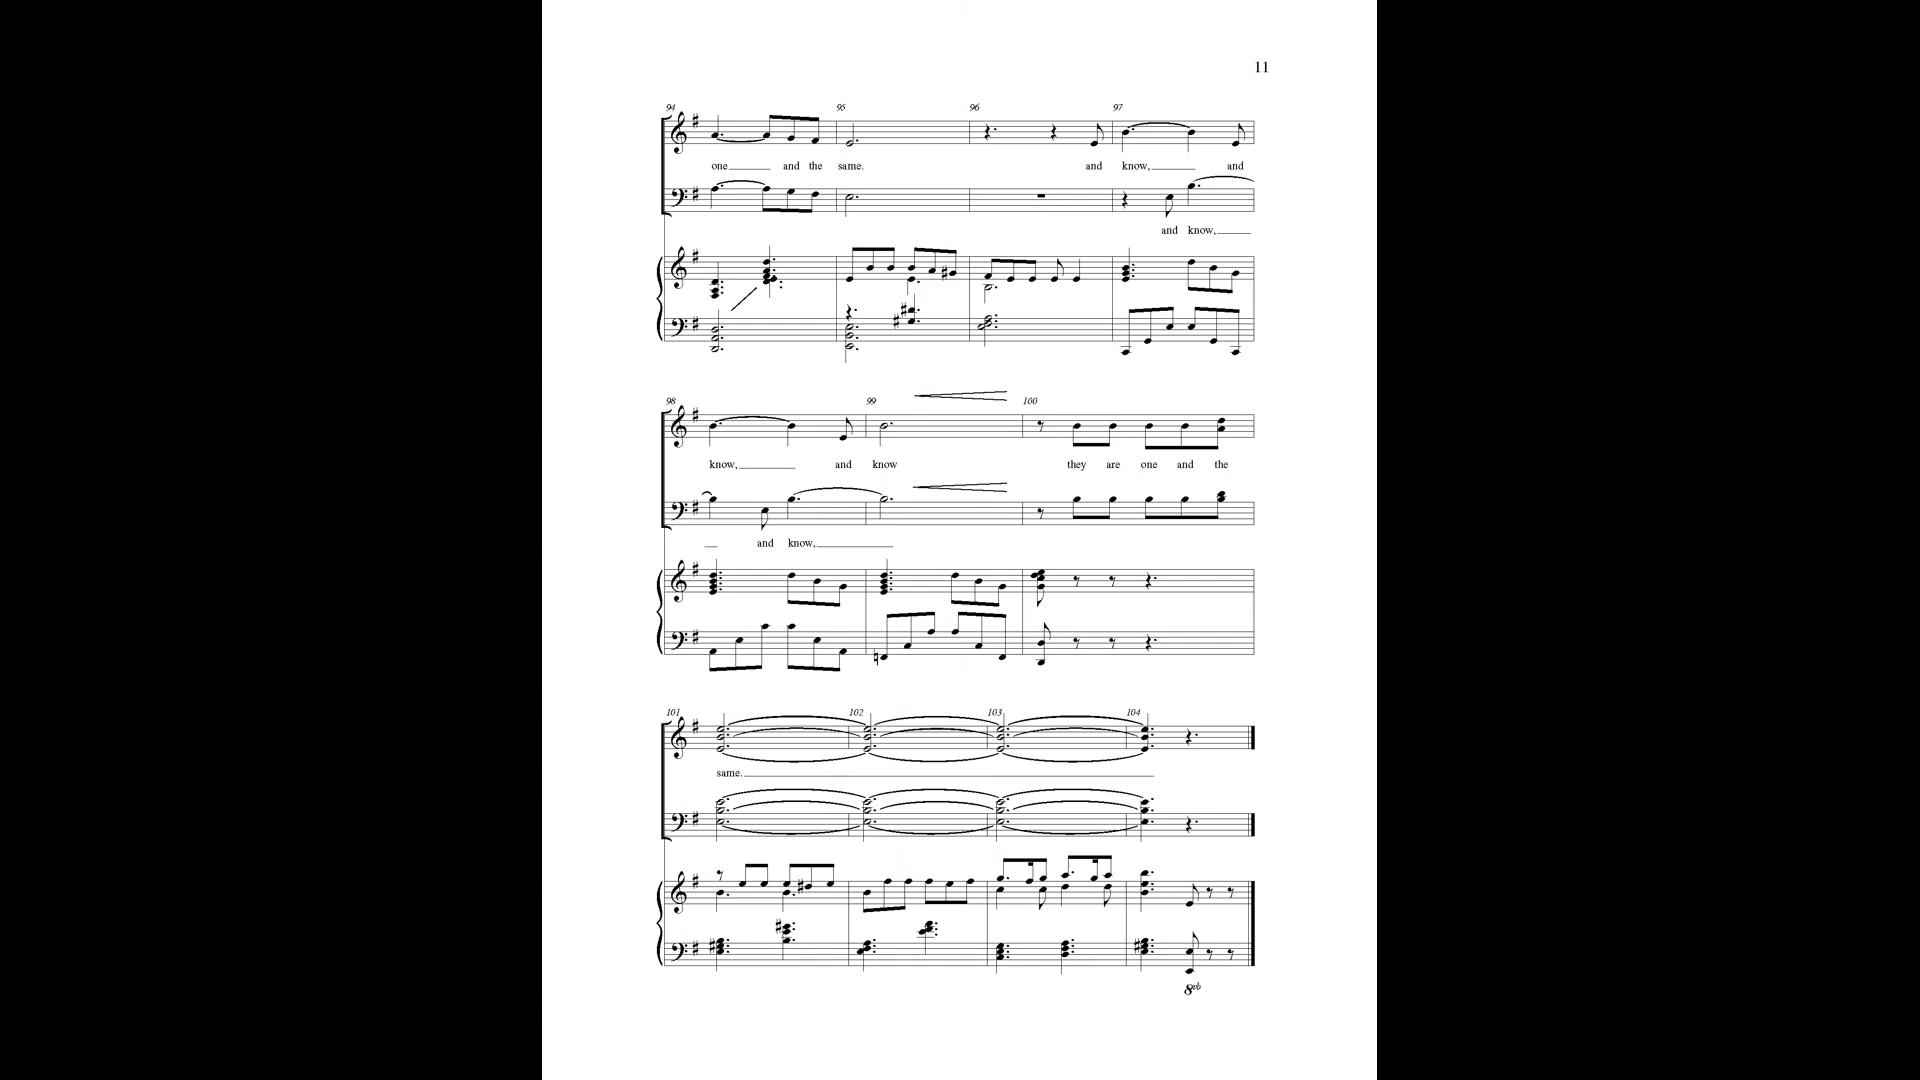 11
94 95 96 97
one and the same. and know, and
and know,
98 99 100
know, and know they are one and the
and know,
101 102 103 104
same.
8vb